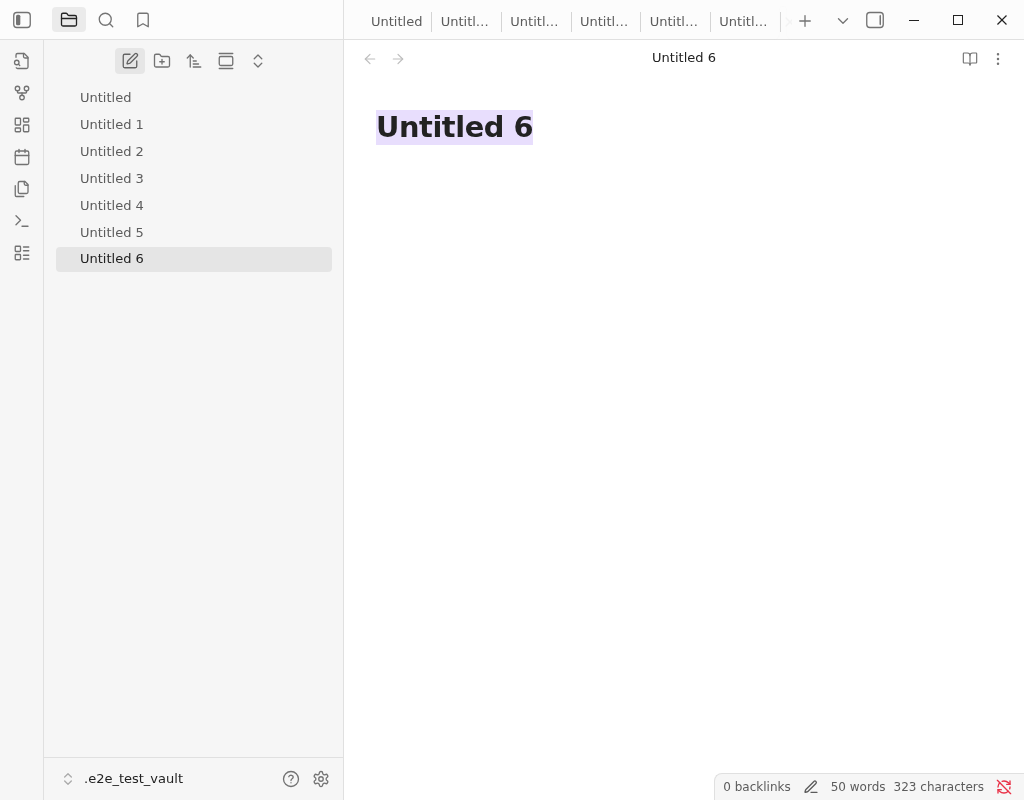 Untitled
Untitl...
Untitl...
Untitl...
Untitl...
Untitl...
Untitled 6
Untitled
Untitled 1
Untitled 2
Untitled 3
Untitled 4
Untitled 5
Untitled 6
Untitled 6
.e2e_test_vault
0 backlinks
50 words
323 characters